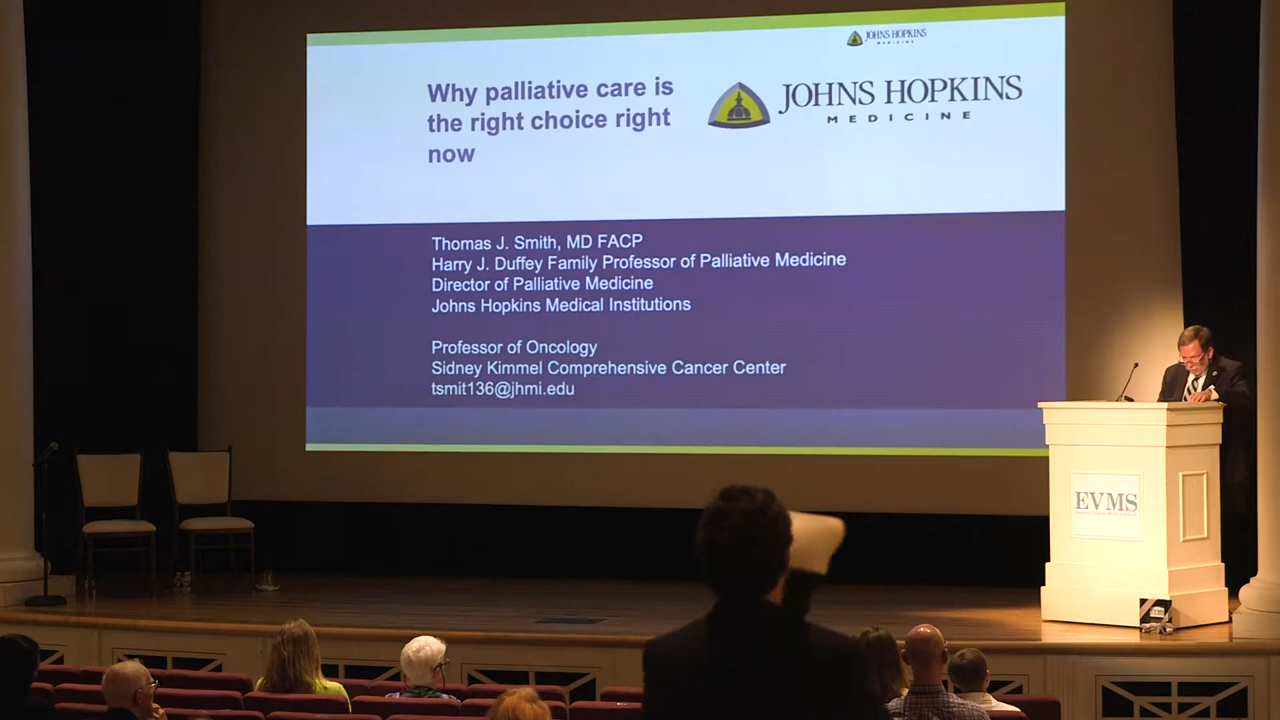 JOHNS HOPKINS
MEDICINE
Why palliative care is
the right choice right
now
JOHNS HOPKINS
MEDICINE
Thomas J. Smith, MD FACP
Harry J. Duffey Family Professor of Palliative Medicine
Director of Palliative Medicine
Johns Hopkins Medical Institutions
Professor of Oncology
Sidney Kimmel Comprehensive Cancer Center
tsmit136@jhmi.edu
EVMS
EVMS